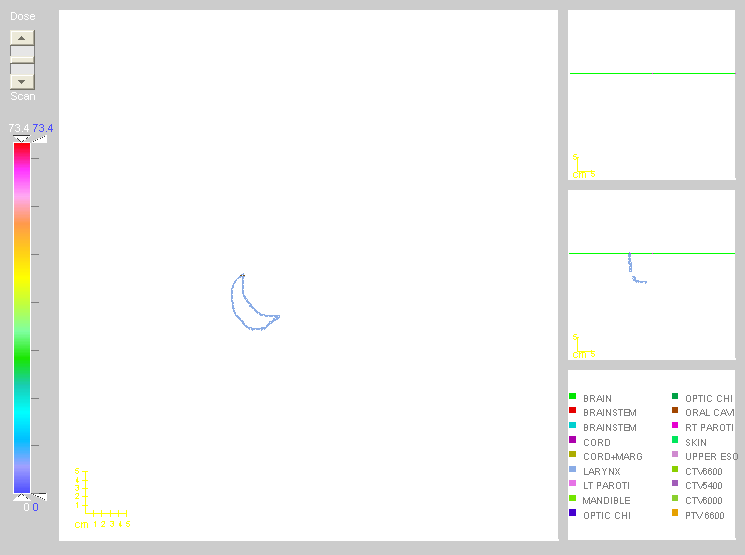 Dose
Scan
73.4 73.4
0 0
5
4
3
2
1
cm 1 2 3 4 5
5
cm 5
5
cm 5
BRAIN
BRAINSTEM
BRAINSTEM
CORD
CORD+MARG
LARYNX
LT PAROTI
MANDIBLE
OPTIC CHI
OPTIC CHI
ORAL CAVI
RT PAROTI
SKIN
UPPER ESO
CTV6600
CTV5400
CTV6000
PTV6600